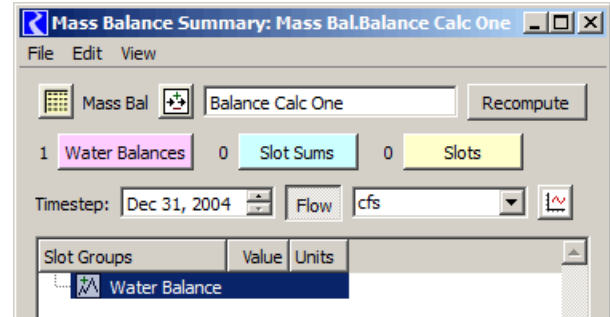 Mass Balance Summary: Mass Bal.Balance Calc One
File Edit View
Mass Bal Balance Calc One Recompute
1 Water Balances 0 Slot Sums 0 Slots
Timestep: Dec 31, 2004 Flow cfs
Slot Groups Value Units
Water Balance